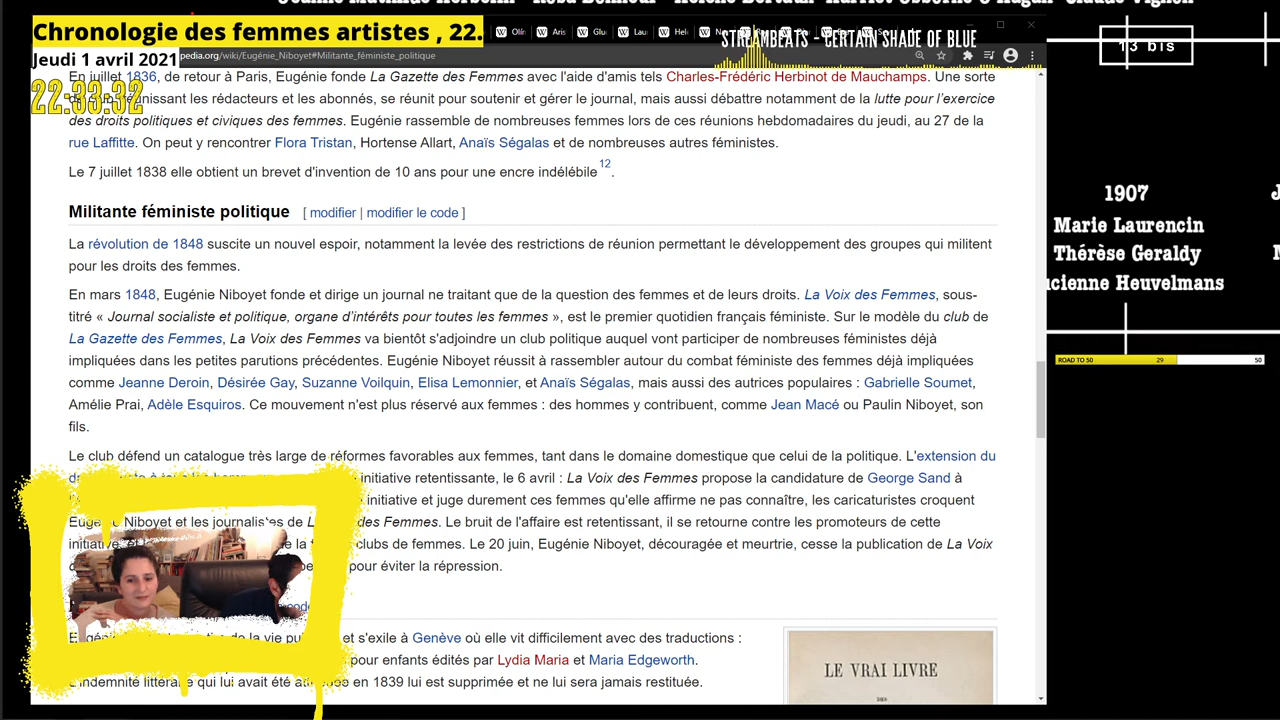 Chronologie des femmes artistes , 22.
Jeudi 1 avril 2021
22:33:32
STREAMBEATS - CERTAIN SHADE OF BLUE
pedia.org/wiki/Eugénie_Niboyet#Militante_féministe_politique
En juillet 1836, de retour à Paris, Eugénie fonde La Gazette des Femmes avec l'aide d'amis tels Charles-Frédéric Herbinot de Mauchamps. Une sorte
réunissant les rédacteurs et les abonnés, se réunit pour soutenir et gérer le journal, mais aussi débattre notamment de la lutte pour l'exercice
des droits politiques et civiques des femmes. Eugénie rassemble de nombreuses femmes lors de ces réunions hebdomadaires du jeudi, au 27 de la
rue Laffitte. On peut y rencontrer Flora Tristan, Hortense Allart, Anaïs Ségalas et de nombreuses autres féministes.
Le 7 juillet 1838 elle obtient un brevet d'invention de 10 ans pour une encre indélébile 12.
Militante féministe politique [ modifier | modifier le code ]
La révolution de 1848 suscite un nouvel espoir, notamment la levée des restrictions de réunion permettant le développement des groupes qui militent
pour les droits des femmes.
En mars 1848, Eugénie Niboyet fonde et dirige un journal ne traitant que de la question des femmes et de leurs droits. La Voix des Femmes, sous-
titré « Journal socialiste et politique, organe d'intérêts pour toutes les femmes », est le premier quotidien français féministe. Sur le modèle du club de
La Gazette des Femmes, La Voix des Femmes va bientôt s'adjoindre un club politique auquel vont participer de nombreuses féministes déjà
impliquées dans les petites parutions précédentes. Eugénie Niboyet réussit à rassembler autour du combat féministe des femmes déjà impliquées
comme Jeanne Deroin, Désirée Gay, Suzanne Voilquin, Elisa Lemonnier, et Anaïs Ségalas, mais aussi des autrices populaires : Gabrielle Soumet,
Amélie Prai, Adèle Esquiros. Ce mouvement n'est plus réservé aux femmes : des hommes y contribuent, comme Jean Macé ou Paulin Niboyet, son
fils.
Le club défend un catalogue très large de réformes favorables aux femmes, tant dans le domaine domestique que celui de la politique. L'extension du
initiative retentissante, le 6 avril : La Voix des Femmes propose la candidature de George Sand à
initiative et juge durement ces femmes qu'elle affirme ne pas connaître, les caricaturistes croquent
Eugénie Niboyet et les journalistes de La Voix des Femmes. Le bruit de l'affaire est retentissant, il se retourne contre les promoteurs de cette
initiative, clubs de femmes. Le 20 juin, Eugénie Niboyet, découragée et meurtrie, cesse la publication de La Voix
pour éviter la répression.
code
de la vie et s'exile à Genève où elle vit difficilement avec des traductions :
pour enfants édités par Lydia Maria et Maria Edgeworth.
L'indemnité littéraire qui lui avait été en 1839 lui est supprimée et ne lui sera jamais restituée.
LE VRAI LIVRE
DES
13 bis
1907
Marie Laurencin
Thérèse Geraldy
ucienne Heuvelmans
ROAD TO 50 29 50